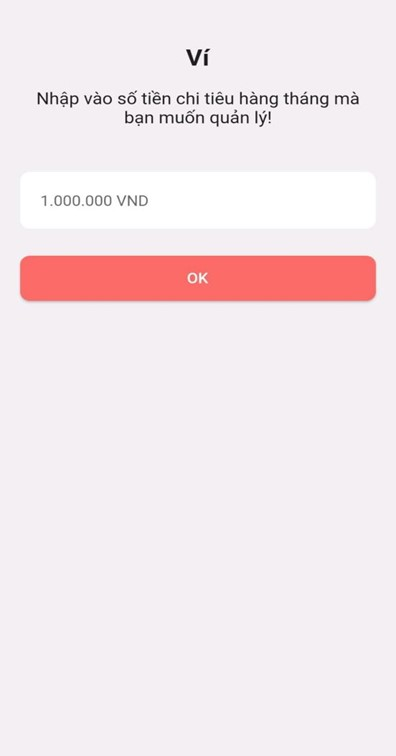 Ví
Nhập vào số tiền chi tiêu hàng tháng mà
bạn muốn quản lý!
1.000.000 VND
OK